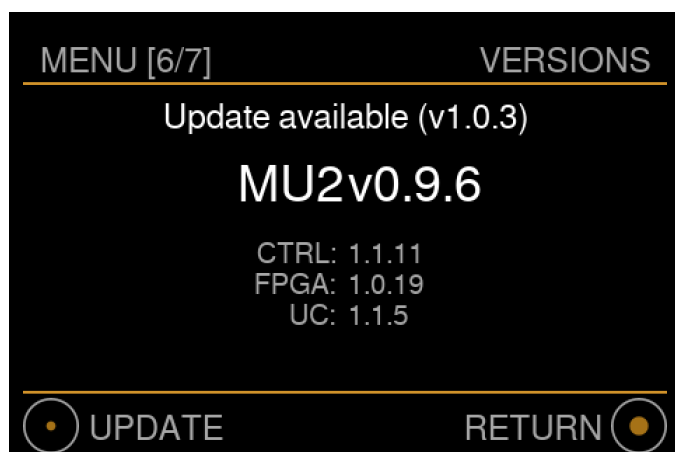 MENU [6/7] VERSIONS
Update available (v1.0.3)
MU2v0.9.6
CTRL: 1.1.11
FPGA: 1.0.19
UC: 1.1.5
UPDATE RETURN